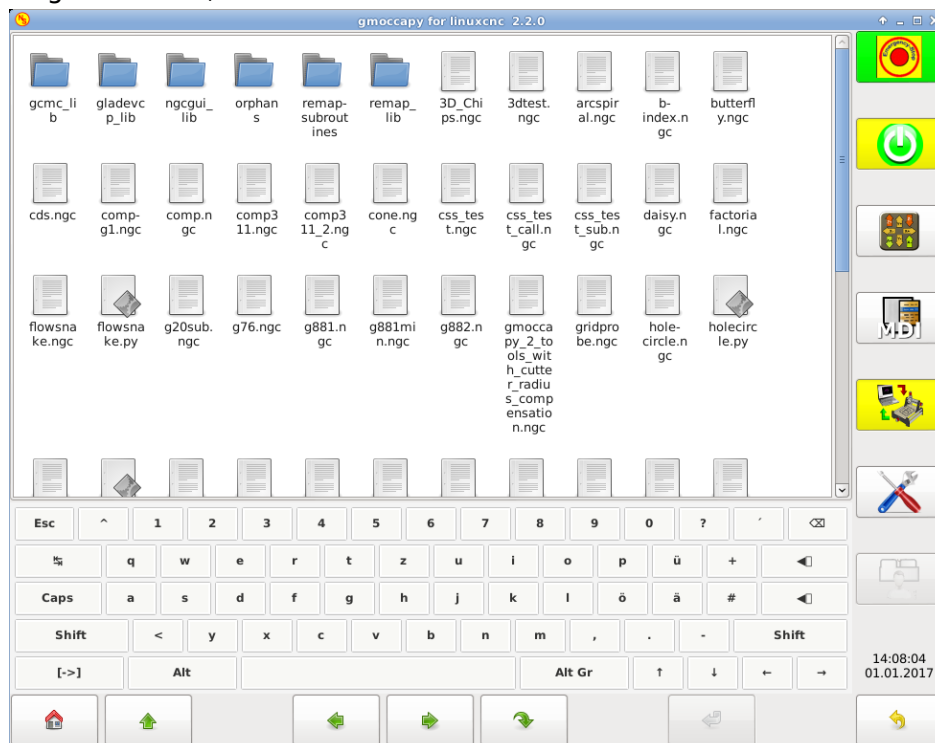 gmoccapy for linuxcnc 2.2.0
gcmc_li
b
gladevc
p_lib
ngcgui_
lib
orphan
s
remap-
subrout
ines
remap_
lib
3D_Chi
ps.ngc
3dtest.
ngc
arcspir
al.ngc
b-
index.n
gc
butterfl
y.ngc
cds.ngc
comp-
g1.ngc
comp.n
gc
comp3
11.ngc
comp3
11_2.ng
c
cone.ng
c
css_tes
t.ngc
css_tes
t_call.n
gc
css_tes
t_sub.n
gc
daisy.n
gc
factoria
l.ngc
flowsna
ke.ngc
flowsna
ke.py
g20sub.
ngc
g76.ngc
g881.n
gc
g881mi
n.ngc
g882.n
gc
gmocca
py_2_to
ols_wit
h_cutte
r_radiu
s_comp
ensatio
n.ngc
gridpro
be.ngc
hole-
circle.n
gc
holecirc
le.py
Emergency-Stop
MDI
Esc ^ 1 2 3 4 5 6 7 8 9 0 ? ´
q w e r t z u i o p ü +
Caps a s d f g h j k l ö ä #
Shift < y x c v b n m , . - Shift
[->] Alt Alt Gr ↑ ↓ ← →
14:08:04
01.01.2017